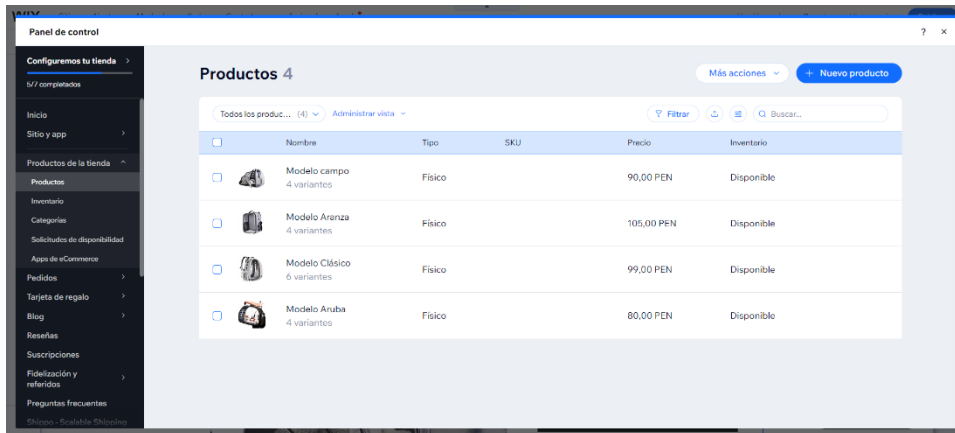 WIX
Panel de control
? ×
Configuremos tu tienda >
5/7 completados
Inicio
Sitio y app
Productos de la tienda
Productos
Inventario
Categorías
Solicitudes de disponibilidad
Apps de eCommerce
Pedidos
Tarjeta de regalo
Blog
Reseñas
Suscripciones
Fidelización y
referidos
Preguntas frecuentes
Shippo - Scalable Shipping
Productos 4
Más acciones
+ Nuevo producto
Todos los produc... (4)
Administrar vista
Filtrar
Buscar...
Nombre Tipo SKU Precio Inventario
Modelo campo
4 variantes
Físico 90,00 PEN Disponible
Modelo Aranza
4 variantes
Físico 105,00 PEN Disponible
Modelo Clásico
6 variantes
Físico 99,00 PEN Disponible
Modelo Aruba
4 variantes
Físico 80,00 PEN Disponible